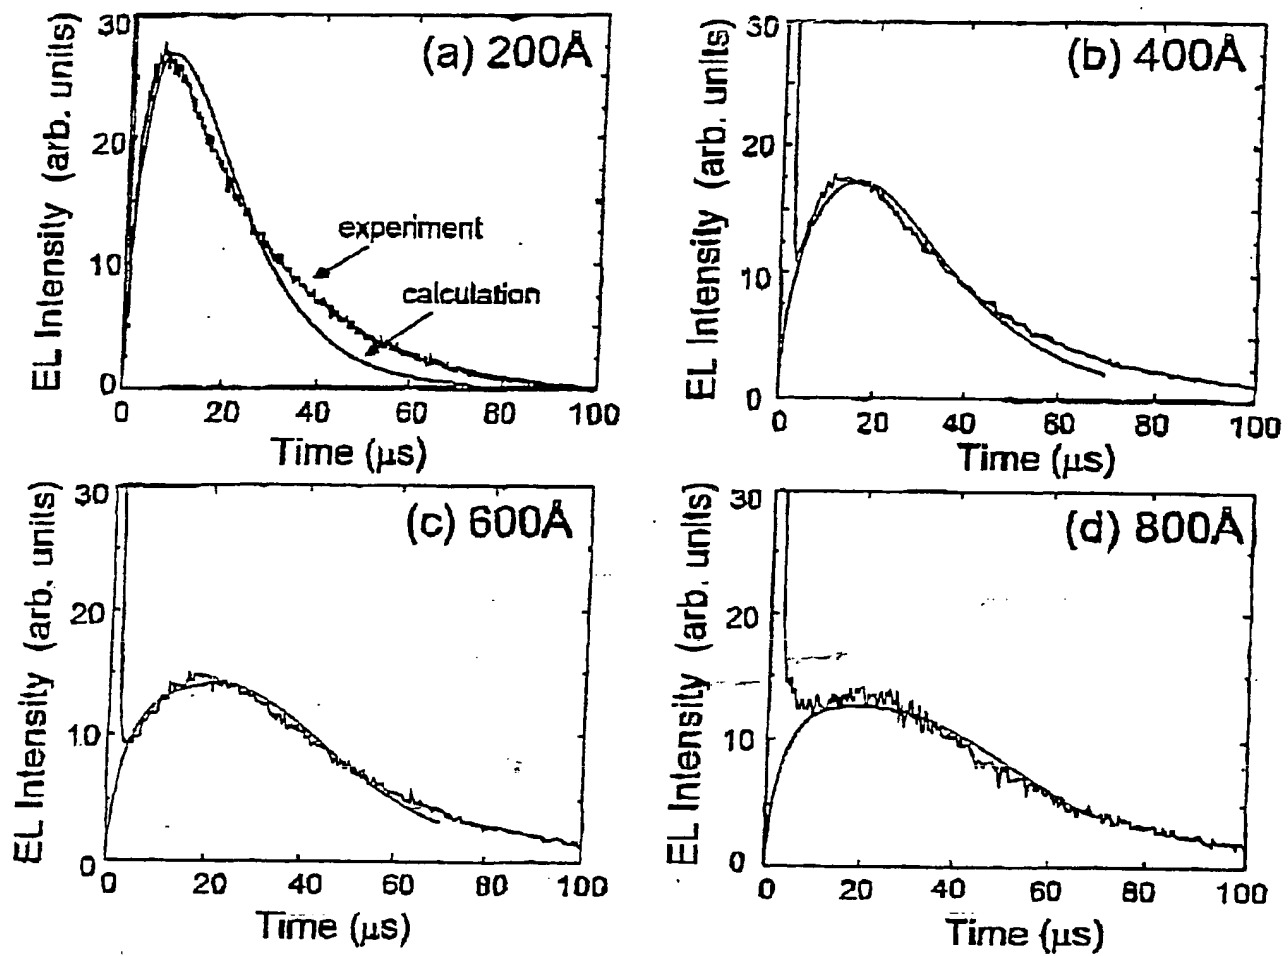 (a) 200Å
EL Intensity (arb. units)
30
20
10
0
experiment
calculation
0 20 40 60 80 100
Time (μs)
(b) 400Å
EL Intensity (arb. units)
30
20
10
0
0 20 40 60 80 100
Time (μs)
(c) 600Å
EL Intensity (arb. units)
30
20
10
0
0 20 40 60 80 100
Time (μs)
(d) 800Å
EL Intensity (arb. units)
30
20
10
0
0 20 40 60 80 100
Time (μs)